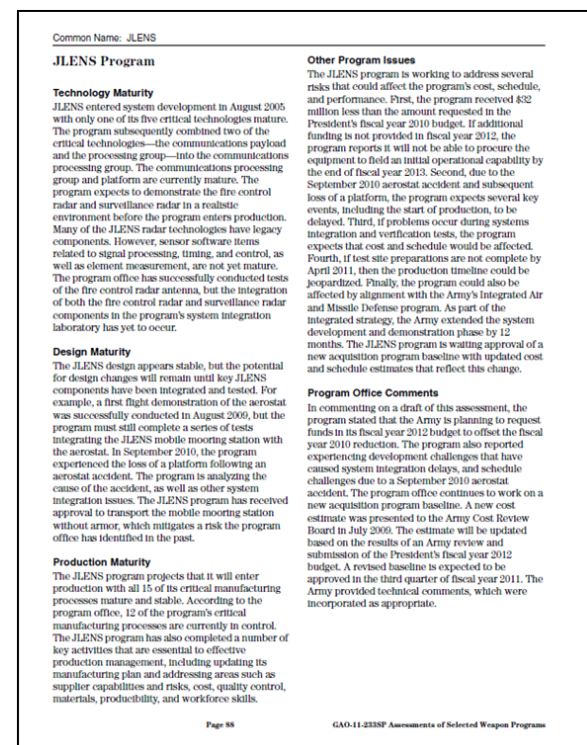 Common Name: JLENS
JLENS Program
Technology Maturity
JLENS entered system development in August 2005
with only one of its five critical technologies mature.
The program subsequently combined two of the
critical technologies—the communications payload
and the processing group—into the communications
processing group. The communications processing
group and platform are currently mature. The
program expects to demonstrate the fire control
radar and surveillance radar in a realistic
environment before the program enters production.
Many of the JLENS radar technologies have legacy
components. However, sensor software items
related to signal processing, timing, and control, as
well as element measurement, are not yet mature.
The program office has successfully conducted tests
of the fire control radar antenna, but the integration
of both the fire control radar and surveillance radar
components in the program's system integration
laboratory has yet to occur.
Design Maturity
The JLENS design appears stable, but the potential
for design changes will remain until key JLENS
components have been integrated and tested. For
example, a first flight demonstration of the aerostat
was successfully conducted in August 2009, but the
program must still complete a series of tests
integrating the JLENS mobile mooring station with
the aerostat. In September 2010, the program
experienced the loss of a platform following an
aerostat accident. The program is analyzing the
cause of the accident, as well as other system
integration issues. The JLENS program has received
approval to transport the mobile mooring station
without armor, which mitigates a risk the program
office has identified in the past.
Production Maturity
The JLENS program projects that it will enter
production with all 15 of its critical manufacturing
processes mature and stable. According to the
program office, 12 of the program's critical
manufacturing processes are currently in control.
The JLENS program has also completed a number of
key activities that are essential to effective
production management, including updating its
manufacturing plan and addressing areas such as
supplier capabilities and risks, cost, quality control,
materials, producibility, and workforce skills.
Other Program Issues
The JLENS program is working to address several
risks that could affect the program's cost, schedule,
and performance. First, the program received $32
million less than the amount requested in the
President's fiscal year 2010 budget. If additional
funding is not provided in fiscal year 2012, the
program reports it will not be able to procure the
equipment to field an initial operational capability by
the end of fiscal year 2013. Second, due to the
September 2010 aerostat accident and subsequent
loss of a platform, the program expects several key
events, including the start of production, to be
delayed. Third, if problems occur during systems
integration and verification tests, the program
expects that cost and schedule would be affected.
Fourth, if test site preparations are not complete by
April 2011, then the production timeline could be
jeopardized. Finally, the program could also be
affected by alignment with the Army's Integrated Air
and Missile Defense program. As part of the
integrated strategy, the Army extended the system
development and demonstration phase by 12
months. The JLENS program is waiting approval of a
new acquisition program baseline with updated cost
and schedule estimates that reflect this change.
Program Office Comments
In commenting on a draft of this assessment, the
program stated that the Army is planning to request
funds in its fiscal year 2012 budget to offset the fiscal
year 2010 reduction. The program also reported
experiencing development challenges that have
caused system integration delays, and schedule
challenges due to a September 2010 aerostat
accident. The program office continues to work on a
new acquisition program baseline. A new cost
estimate was presented to the Army Cost Review
Board in July 2009. The estimate will be updated
based on the results of an Army review and
submission of the President's fiscal year 2012
budget. A revised baseline is expected to be
approved in the third quarter of fiscal year 2011. The
Army provided technical comments, which were
incorporated as appropriate.
Page 88
GAO-11-233SP Assessments of Selected Weapon Programs